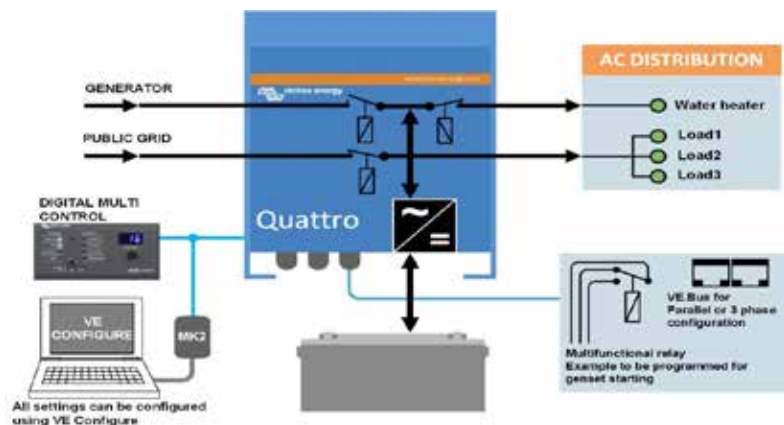 GENERATOR
PUBLIC GRID
DIGITAL MULTI
CONTROL
VE
CONFIGURE
MK2
All settings can be configured
using VE Configure
victron energy
Quattro
AC DISTRIBUTION
Water heater
Load1
Load2
Load3
VE.Bus for
Parallel or 3 phase
configuration
Multifunctional relay
Example to be programmed for
genset starting